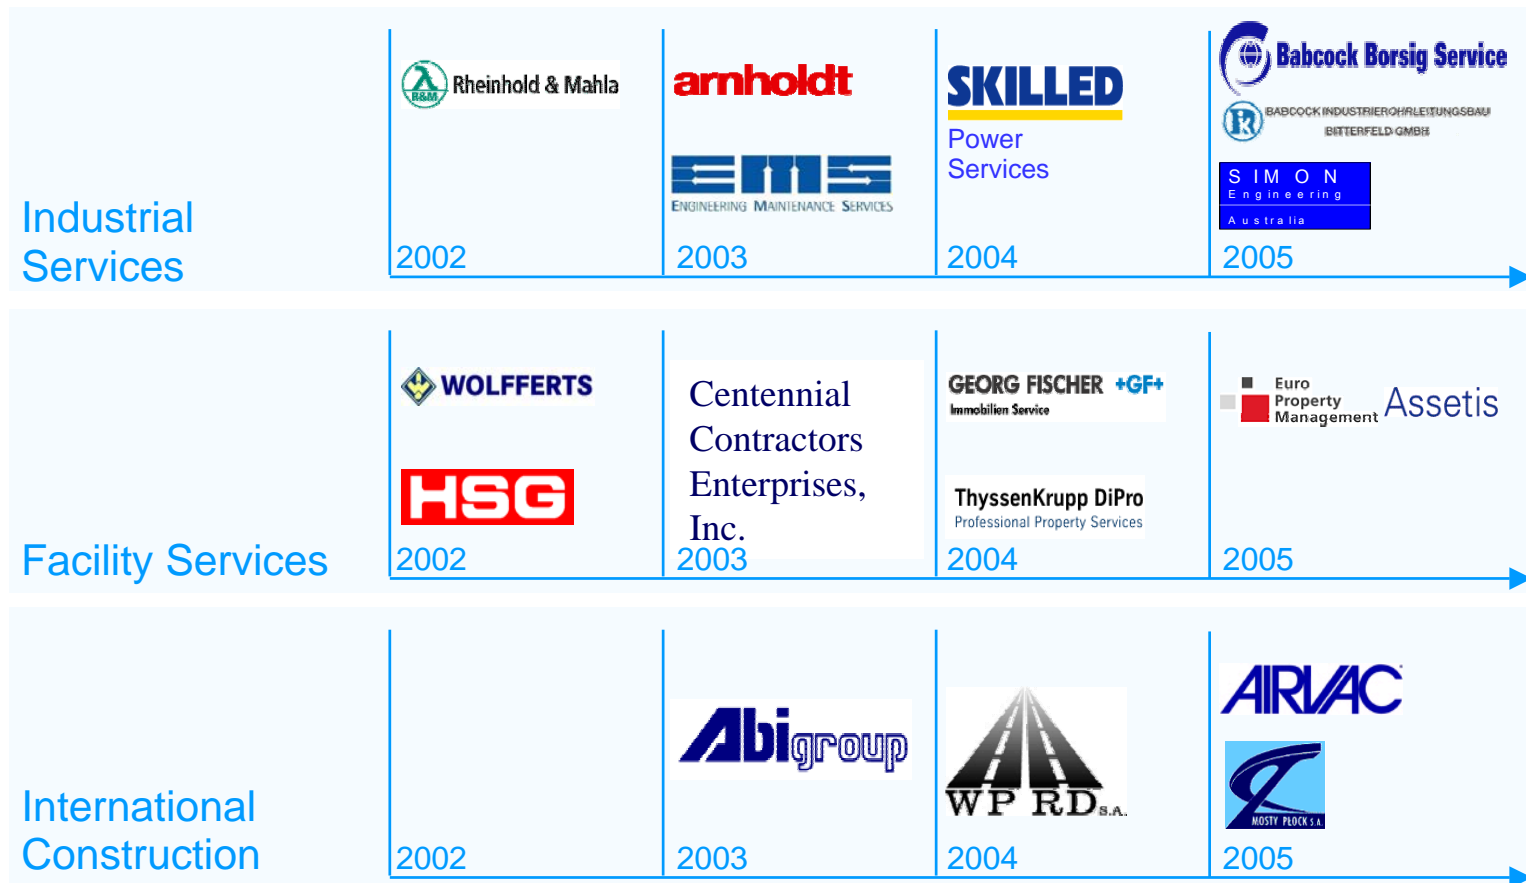 Industrial
Services
R&M
Rheinhold & Mahla
2002
arnholdt
EMS
ENGINEERING MAINTENANCE SERVICES
2003
SKILLED
Power
Services
2004
Babcock Borsig Service
BABCOCK INDUSTRIEROHRLEITUNGSBAU
BITTERFELD GMBH
SIMON
Engineering
Australia
2005
Facility Services
WOLFFERTS
HSG
2002
Centennial
Contractors
Enterprises,
Inc.
2003
GEORG FISCHER +GF+
Immobilien Service
ThyssenKrupp DiPro
Professional Property Services
2004
Euro
Property
Management
Assetis
2005
International
Construction
2002
Abigroup
2003
WP RD S.A.
2004
AIRVAC
MOSTY PŁOCK S.A.
2005